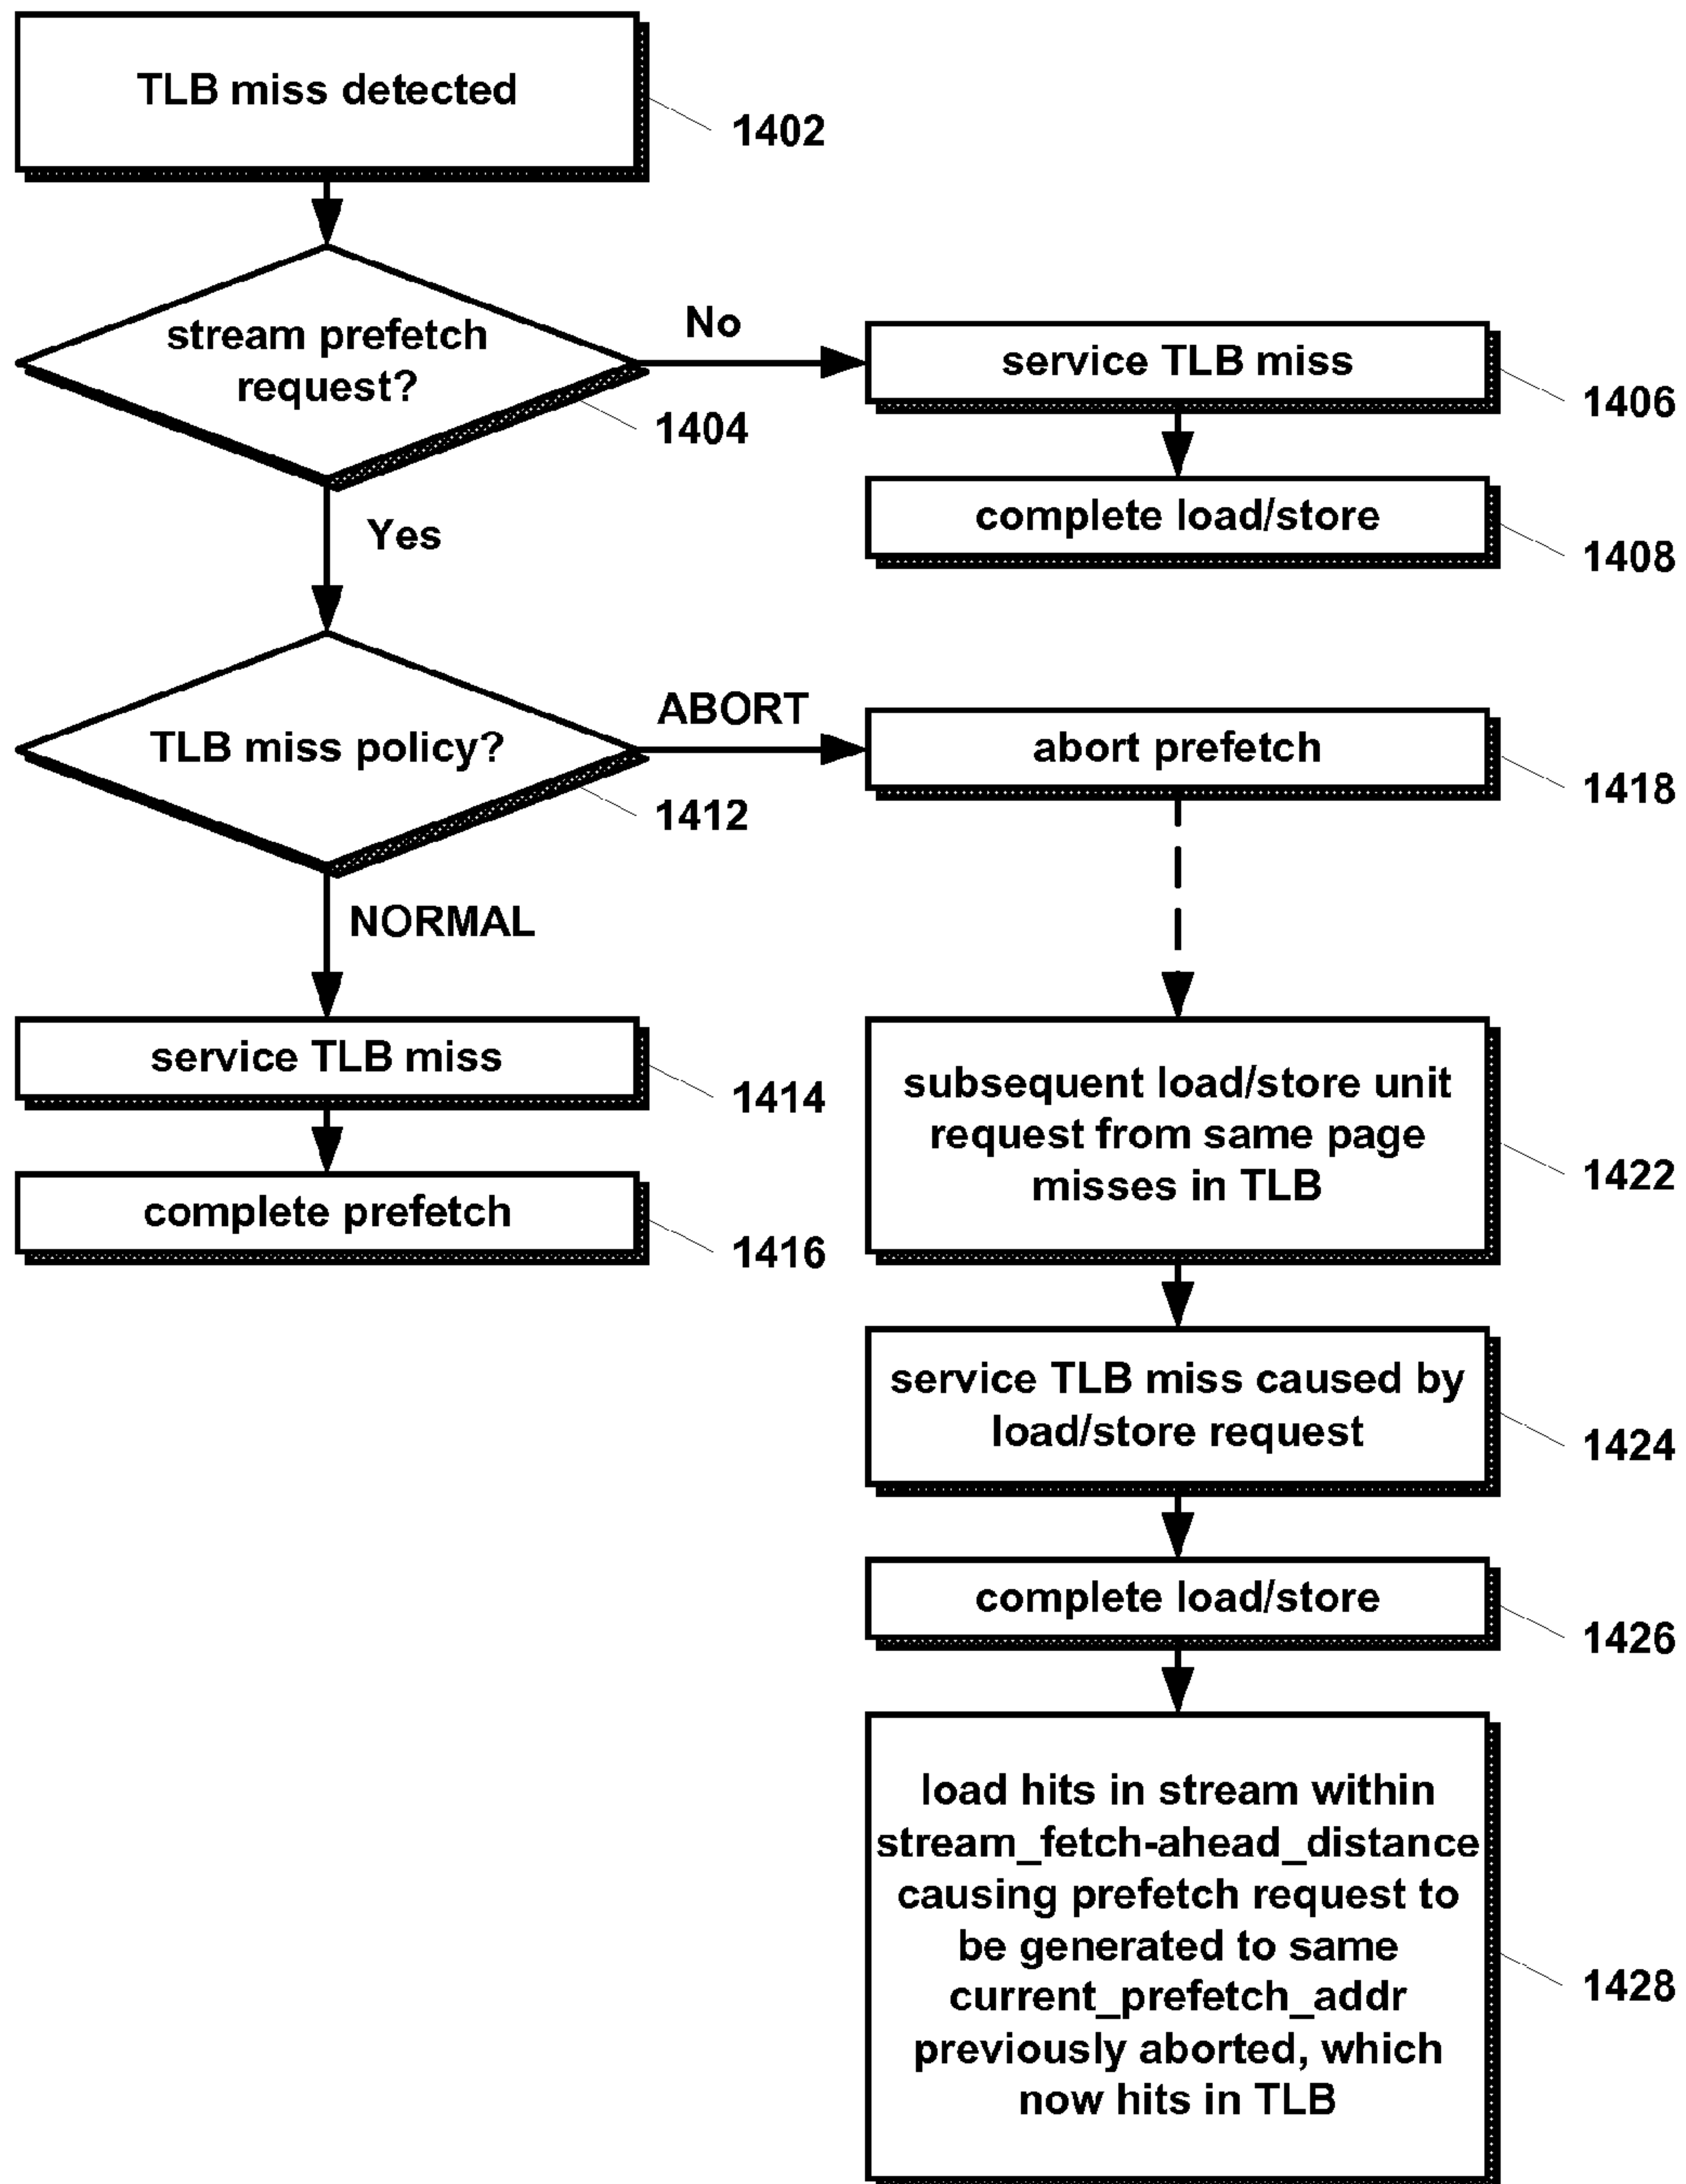 TLB miss detected
1402
stream prefetch
request?
1404
No
service TLB miss
1406
complete load/store
1408
Yes
TLB miss policy?
1412
ABORT
abort prefetch
1418
NORMAL
service TLB miss
1414
complete prefetch
1416
subsequent load/store unit
request from same page
misses in TLB
1422
service TLB miss caused by
load/store request
1424
complete load/store
1426
load hits in stream within
stream_fetch-ahead_distance
causing prefetch request to
be generated to same
current_prefetch_addr
previously aborted, which
now hits in TLB
1428